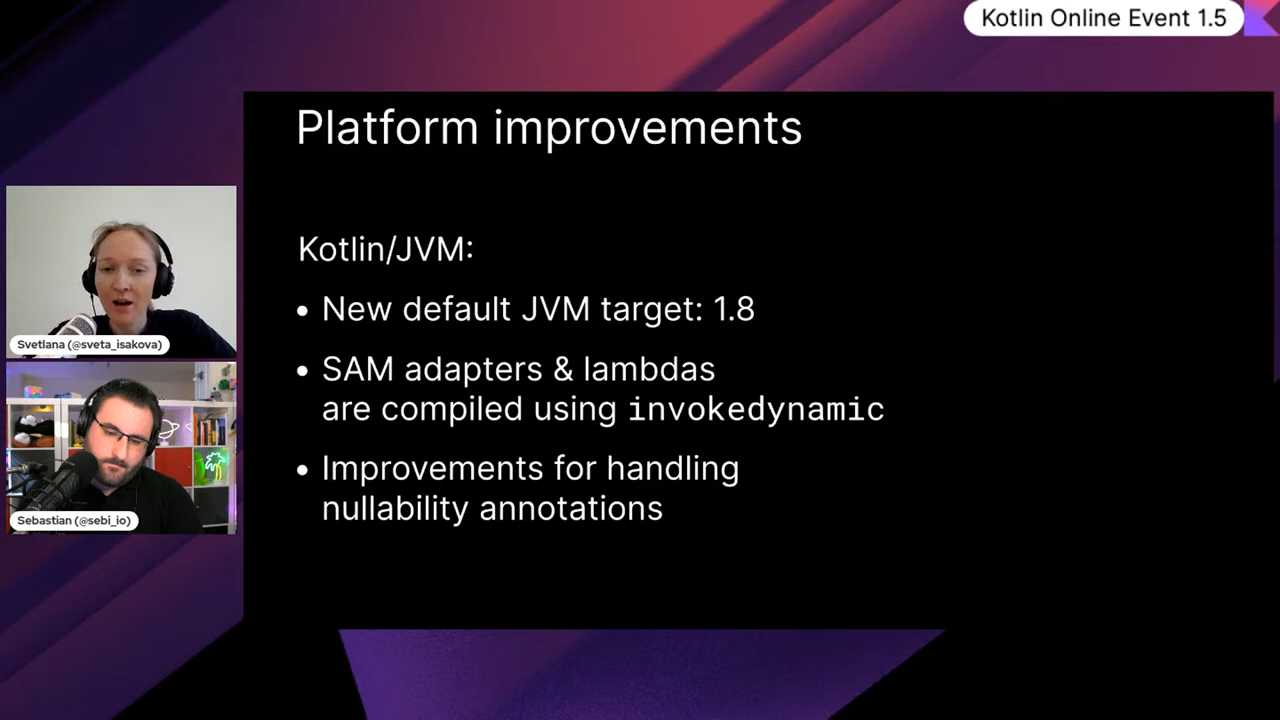 Kotlin Online Event 1.5
Platform improvements
Kotlin/JVM:
• New default JVM target: 1.8
• SAM adapters & lambdas
are compiled using invokedynamic
• Improvements for handling
nullability annotations
Svetlana (@sveta_isakova)
Sebastian (@sebi_io)